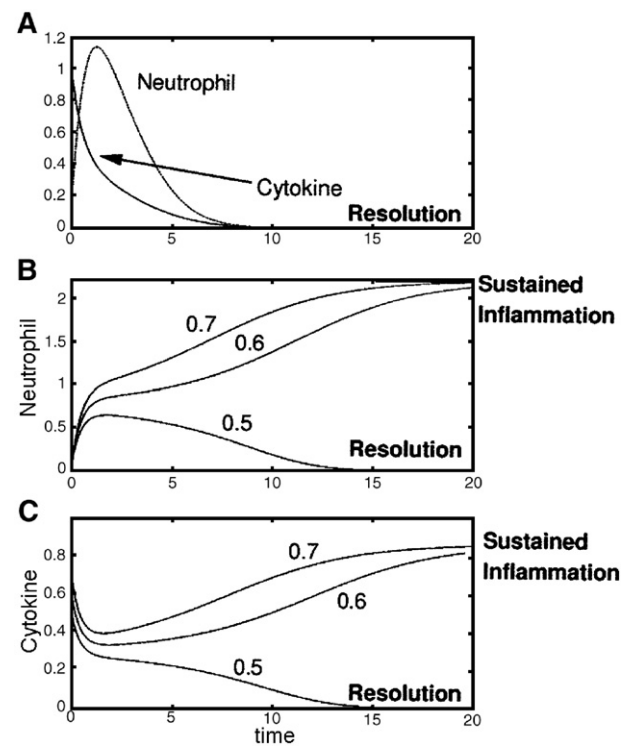 A
1.2
1
0.8
0.6
0.4
0.2
0
Neutrophil
Cytokine
Resolution
0 5 10 15 20
B
Neutrophil
2
1.5
1
0.5
0
0.7
0.6
0.5
Sustained
Inflammation
Resolution
0 5 10 15 20
C
Cytokine
0.8
0.6
0.4
0.2
0
0.7
0.6
0.5
Sustained
Inflammation
Resolution
0 5 10 15 20
time